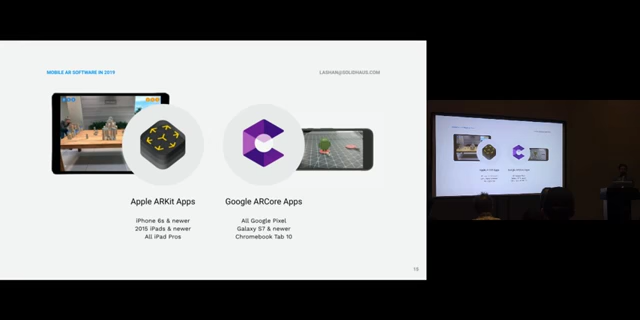 MOBILE AR SOFTWARE IN 2019
LASHAN@SOLIDHAUS.COM
Apple ARKit Apps
iPhone 6s & newer
2015 iPads & newer
All iPad Pros
Google ARCore Apps
All Google Pixel
Galaxy S7 & newer
Chromebook Tab 10